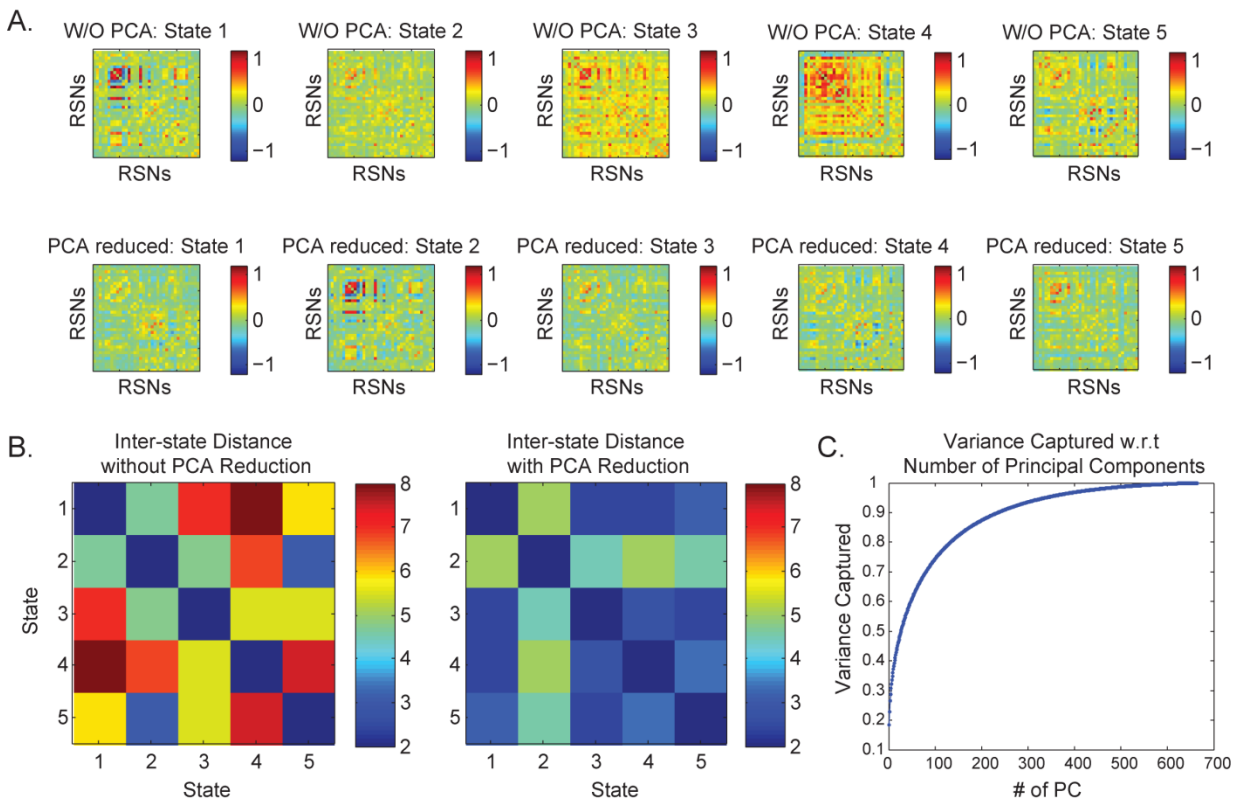 A.
W/O PCA: State 1
W/O PCA: State 2
W/O PCA: State 3
W/O PCA: State 4
W/O PCA: State 5
RSNs
1
0
−1
RSNs
1
0
−1
RSNs
1
0
−1
RSNs
1
0
−1
RSNs
1
0
−1
RSNs
RSNs
RSNs
RSNs
RSNs
PCA reduced: State 1
PCA reduced: State 2
PCA reduced: State 3
PCA reduced: State 4
PCA reduced: State 5
RSNs
1
0
−1
RSNs
1
0
−1
RSNs
1
0
−1
RSNs
1
0
−1
RSNs
1
0
−1
RSNs
RSNs
RSNs
RSNs
RSNs
B.
Inter-state Distance
without PCA Reduction
State
1
2
3
4
5
1 2 3 4 5
State
8
7
6
5
4
3
2
Inter-state Distance
with PCA Reduction
1
2
3
4
5
1 2 3 4 5
State
8
7
6
5
4
3
2
C.
Variance Captured w.r.t
Number of Principal Components
Variance Captured
1
0.9
0.8
0.7
0.6
0.5
0.4
0.3
0.2
0.1
0 100 200 300 400 500 600 700
# of PC